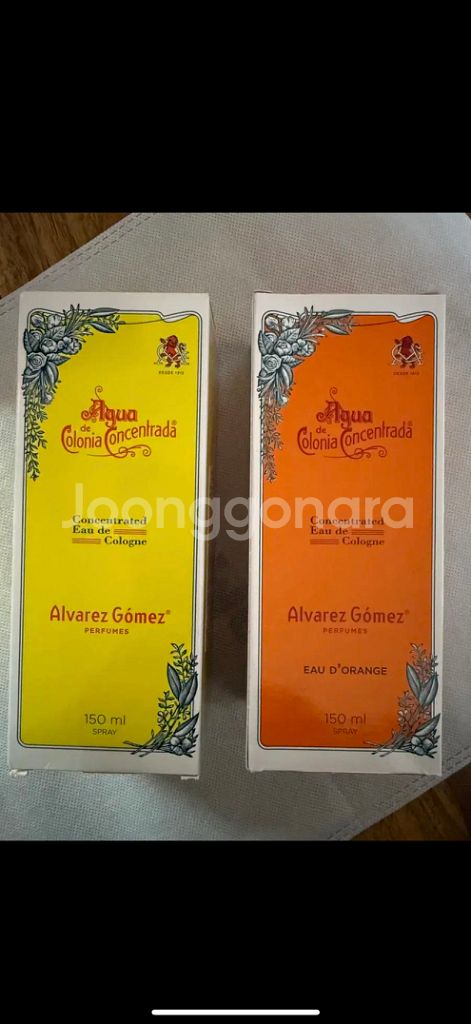 DESDE 1912
Agua
de
Colonia Concentrada®
Concentrated
Eau de
Cologne
Alvarez Gómez®
PERFUMES
150 ml
SPRAY
DESDE 1912
Agua
de
Colonia Concentrada®
Concentrated
Eau de
Cologne
Alvarez Gómez®
PERFUMES
EAU D'ORANGE
150 ml
SPRAY
Joonggonara